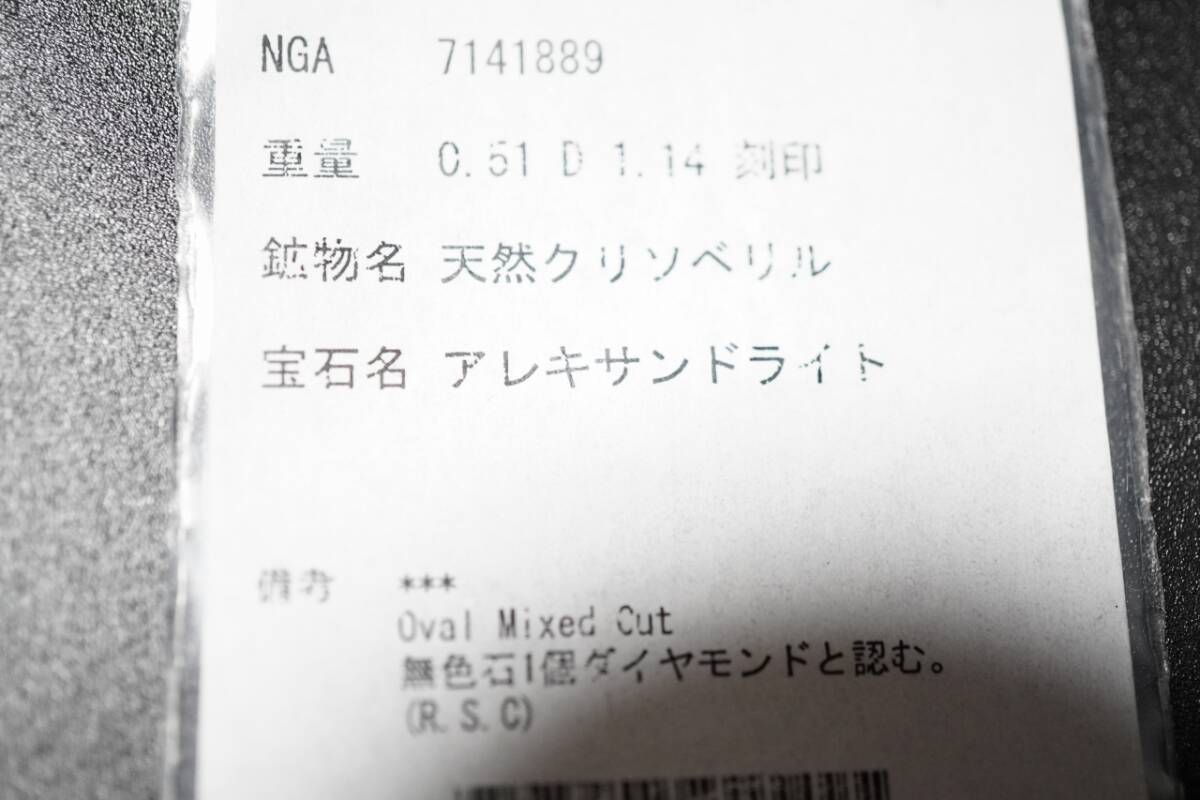 NGA 7141889
重量 0.51 D 1.14 刻印
鉱物名 天然クリソベリル
宝石名 アレキサンドライト
備考 ***
Oval Mixed Cut
無色石1個ダイヤモンドと認む。
(R.S.C)